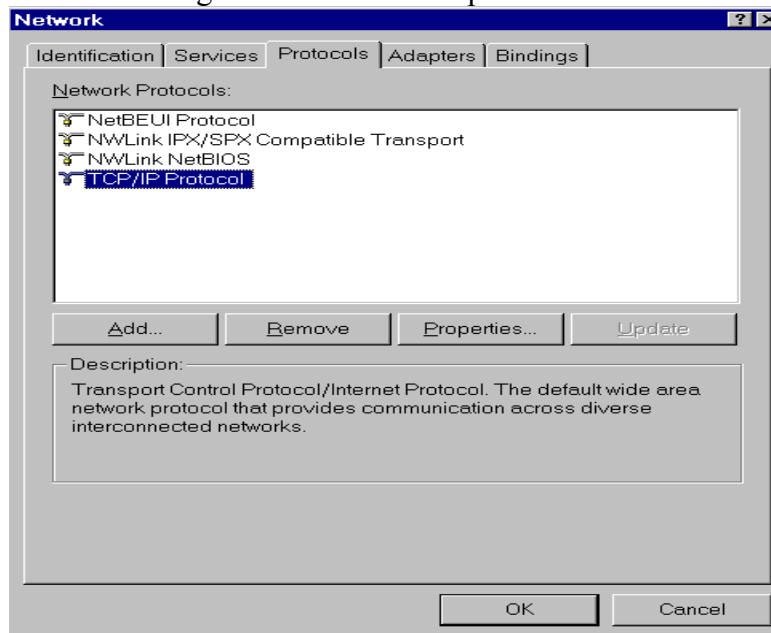 Network
Identification Services Protocols Adapters Bindings
Network Protocols:
NetBEUI Protocol
NWLink IPX/SPX Compatible Transport
NWLink NetBIOS
TCP/IP Protocol
Add... Remove Properties... Update
Description:
Transport Control Protocol/Internet Protocol. The default wide area
network protocol that provides communication across diverse
interconnected networks.
OK Cancel